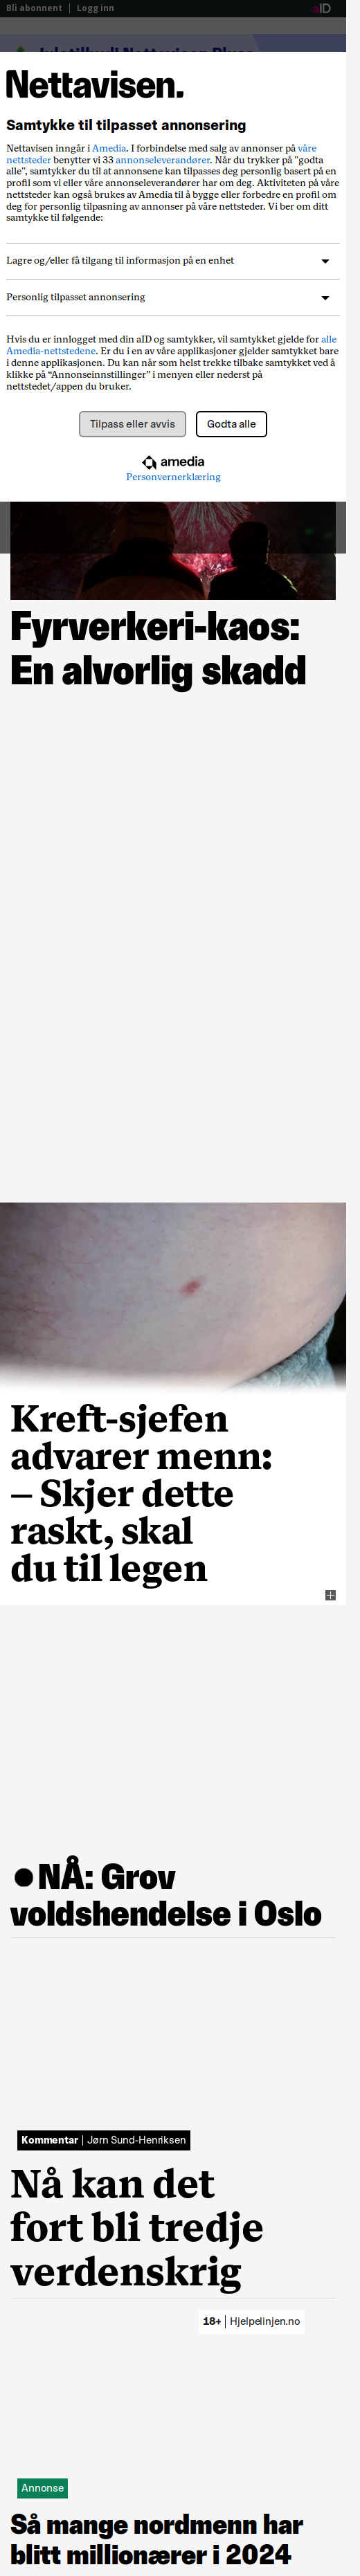 Bli abonnent | Logg inn
aID
Nettavisen.
Samtykke til tilpasset annonsering
Nettavisen inngår i Amedia. I forbindelse med salg av annonser på våre
nettsteder benytter vi 33 annonseleverandører. Når du trykker på "godta
alle", samtykker du til at annonsene kan tilpasses deg personlig basert på en
profil som vi eller våre annonseleverandører har om deg. Aktiviteten på våre
nettsteder kan også brukes av Amedia til å bygge eller forbedre en profil om
deg for personlig tilpasning av annonser på våre nettsteder. Vi ber om ditt
samtykke til følgende:
Lagre og/eller få tilgang til informasjon på en enhet
Personlig tilpasset annonsering
Hvis du er innlogget med din aID og samtykker, vil samtykket gjelde for alle
Amedia-nettstedene. Er du i en av våre applikasjoner gjelder samtykket bare
i denne applikasjonen. Du kan når som helst trekke tilbake samtykket ved å
klikke på “Annonseinnstillinger” i menyen eller nederst på
nettstedet/appen du bruker.
Tilpass eller avvis
Godta alle
amedia
Personvernerklæring
Fyrverkeri-kaos:
En alvorlig skadd
Kreft-sjefen
advarer menn:
– Skjer dette
raskt, skal
du til legen
NÅ: Grov
voldshendelse i Oslo
Kommentar | Jørn Sund-Henriksen
Nå kan det
fort bli tredje
verdenskrig
18+ | Hjelpelinjen.no
Annonse
Så mange nordmenn har
blitt millionærer i 2024